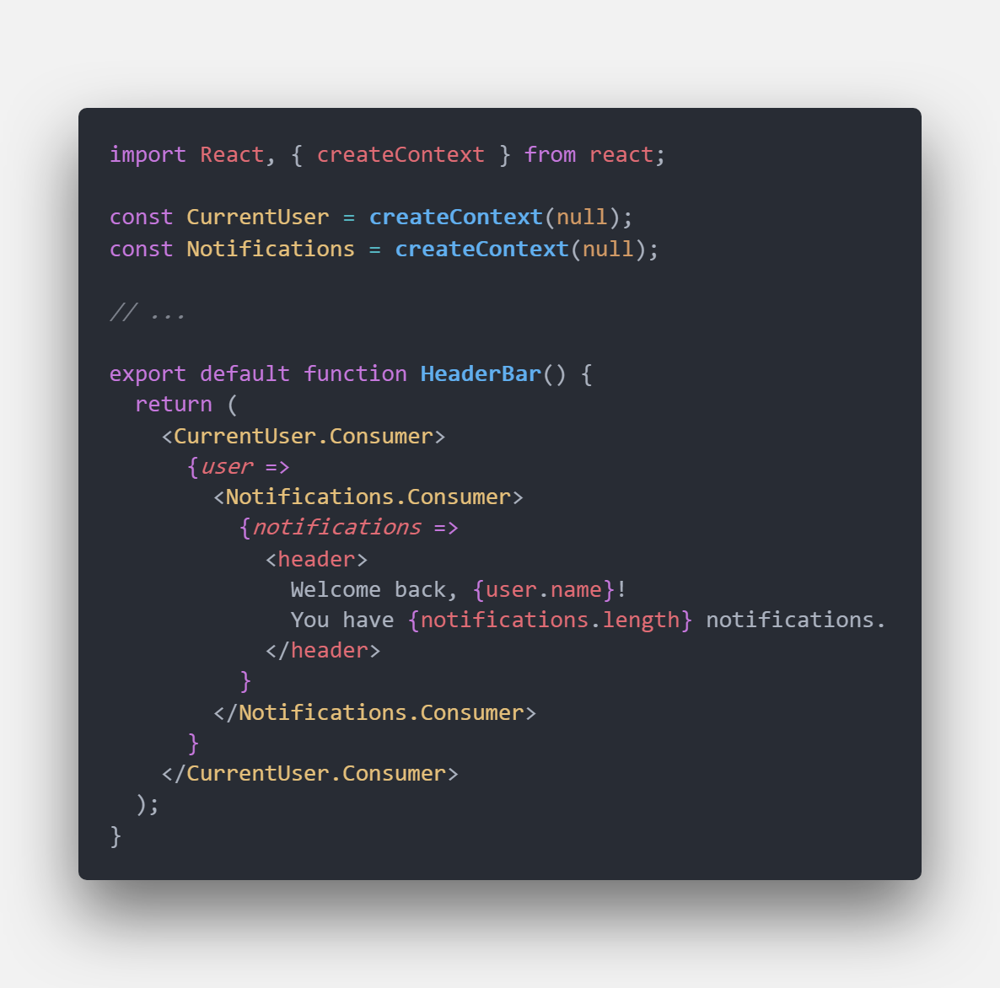 import React, { createContext } from react;

const CurrentUser = createContext(null);
const Notifications = createContext(null);

// ...

export default function HeaderBar() {
  return (
    <CurrentUser.Consumer>
      {user =>
        <Notifications.Consumer>
          {notifications =>
            <header>
              Welcome back, {user.name}!
              You have {notifications.length} notifications.
            </header>
          }
        </Notifications.Consumer>
      }
    </CurrentUser.Consumer>
  );
}